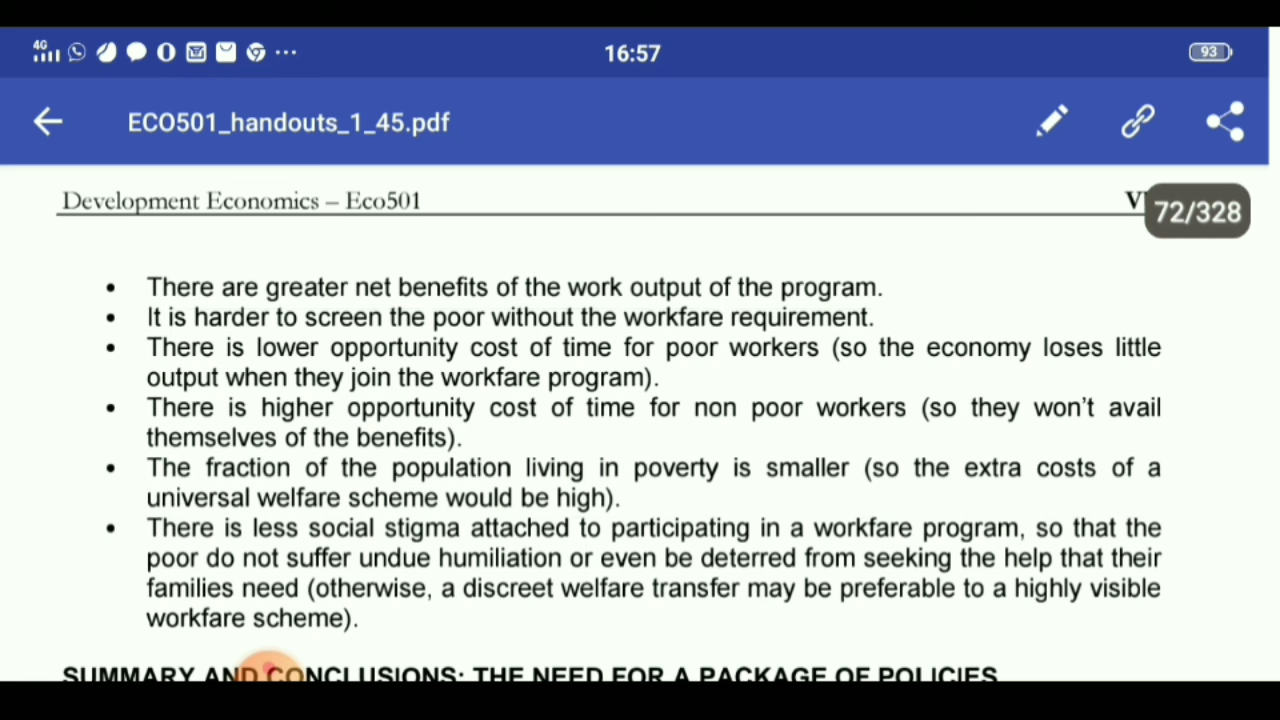 4G
16:57
93
ECO501_handouts_1_45.pdf
Development Economics – Eco501
72/328
• There are greater net benefits of the work output of the program.
• It is harder to screen the poor without the workfare requirement.
• There is lower opportunity cost of time for poor workers (so the economy loses little
output when they join the workfare program).
• There is higher opportunity cost of time for non poor workers (so they won’t avail
themselves of the benefits).
• The fraction of the population living in poverty is smaller (so the extra costs of a
universal welfare scheme would be high).
• There is less social stigma attached to participating in a workfare program, so that the
poor do not suffer undue humiliation or even be deterred from seeking the help that their
families need (otherwise, a discreet welfare transfer may be preferable to a highly visible
workfare scheme).
SUMMARY AND CONCLUSIONS: THE NEED FOR A PACKAGE OF POLICIES